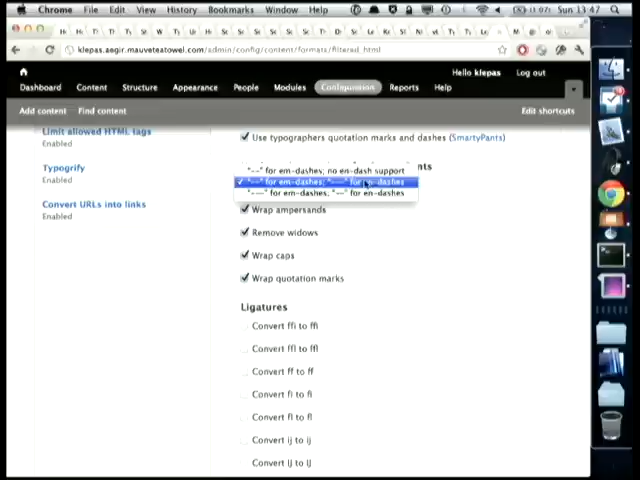 Chrome File Edit View History Bookmarks Window Help Sun 13:47
klepas.aegir.mauveteatowel.com/admin/config/content/formats/filtered_html
Hello klepas Log out
Dashboard Content Structure Appearance People Modules Configuration Reports Help
Add content Find content Edit shortcuts
Limit allowed HTML tags
Enabled
Use typographers quotation marks and dashes (SmartyPants)
Typogrify
Enabled
"--" for em-dashes; no en-dash support
"--" for em-dashes; "---" for en-dashes
"---" for em-dashes; "--" for en-dashes
Convert URLs into links
Enabled
Wrap ampersands
Remove widows
Wrap caps
Wrap quotation marks
Ligatures
Convert ffi to ffi
Convert ffl to ffl
Convert ff to ff
Convert fi to fi
Convert fl to fl
Convert ij to ij
Convert IJ to IJ